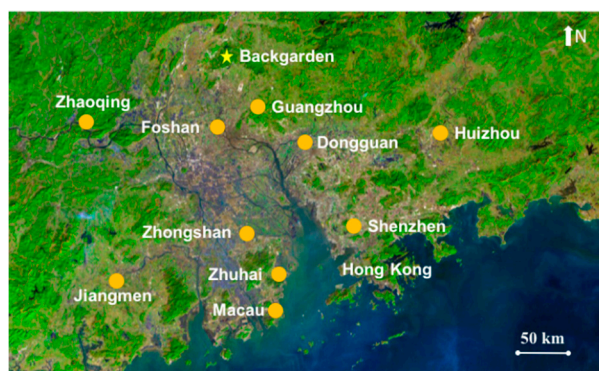 N
Backgarden
Zhaoqing
Guangzhou
Foshan
Huizhou
Dongguan
Zhongshan
Shenzhen
Zhuhai
Hong Kong
Jiangmen
Macau
50 km